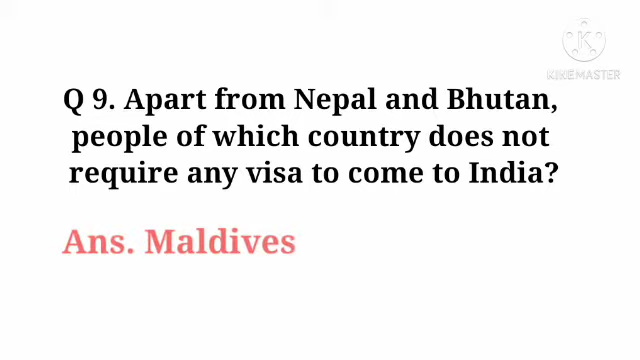 KINEMASTER
Q 9. Apart from Nepal and Bhutan,
people of which country does not
require any visa to come to India?
Ans. Maldives